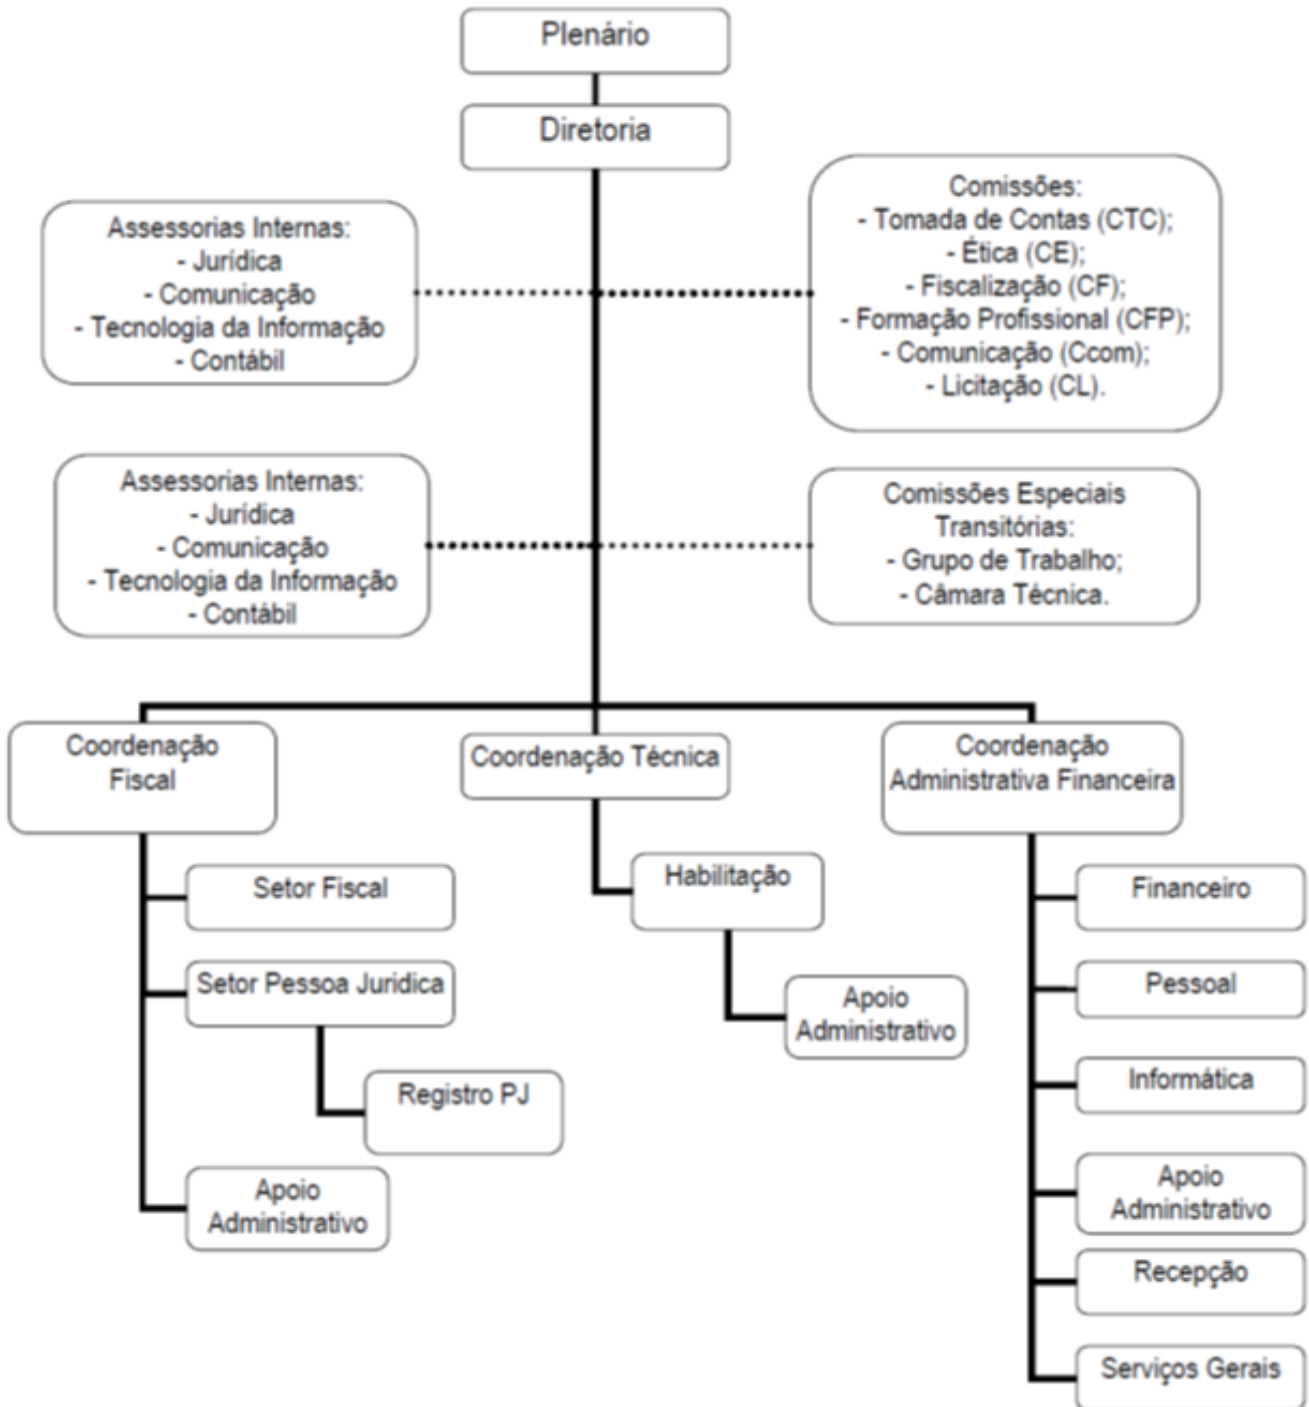 Plenário
Diretoria
Assessorias Internas:
- Jurídica
- Comunicação
- Tecnologia da Informação
- Contábil
Comissões:
- Tomada de Contas (CTC);
- Ética (CE);
- Fiscalização (CF);
- Formação Profissional (CFP);
- Comunicação (Ccom);
- Licitação (CL).
Assessorias Internas:
- Jurídica
- Comunicação
- Tecnologia da Informação
- Contábil
Comissões Especiais
Transitórias:
- Grupo de Trabalho;
- Câmara Técnica.
Coordenação
Fiscal
Setor Fiscal
Setor Pessoa Juridica
Registro PJ
Apoio
Administrativo
Coordenação Técnica
Habilitação
Apoio
Administrativo
Coordenação
Administrativa Financeira
Financeiro
Pessoal
Informática
Apoio
Administrativo
Recepção
Serviços Gerais